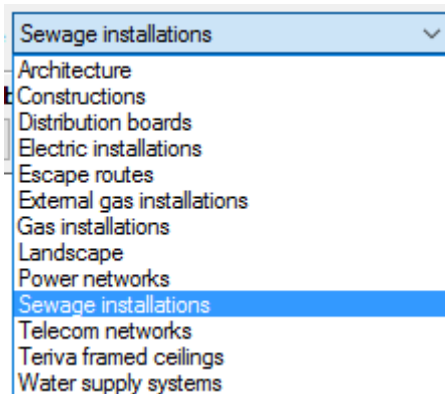 Sewage installations
Architecture
Constructions
Distribution boards
Electric installations
Escape routes
External gas installations
Gas installations
Landscape
Power networks
Sewage installations
Telecom networks
Teriva framed ceilings
Water supply systems